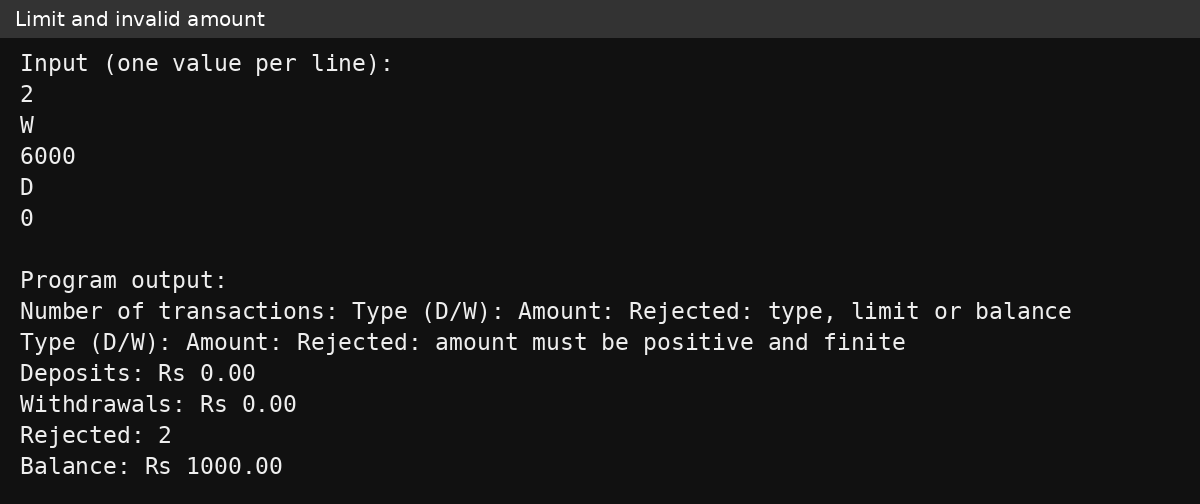 Limit and invalid amount
Input (one value per line):
2
W
6000
D
0
Program output:
Number of transactions: Type (D/W): Amount: Rejected: type, limit or balance
Type (D/W): Amount: Rejected: amount must be positive and finite
Deposits: Rs 0.00
Withdrawals: Rs 0.00
Rejected: 2
Balance: Rs 1000.00